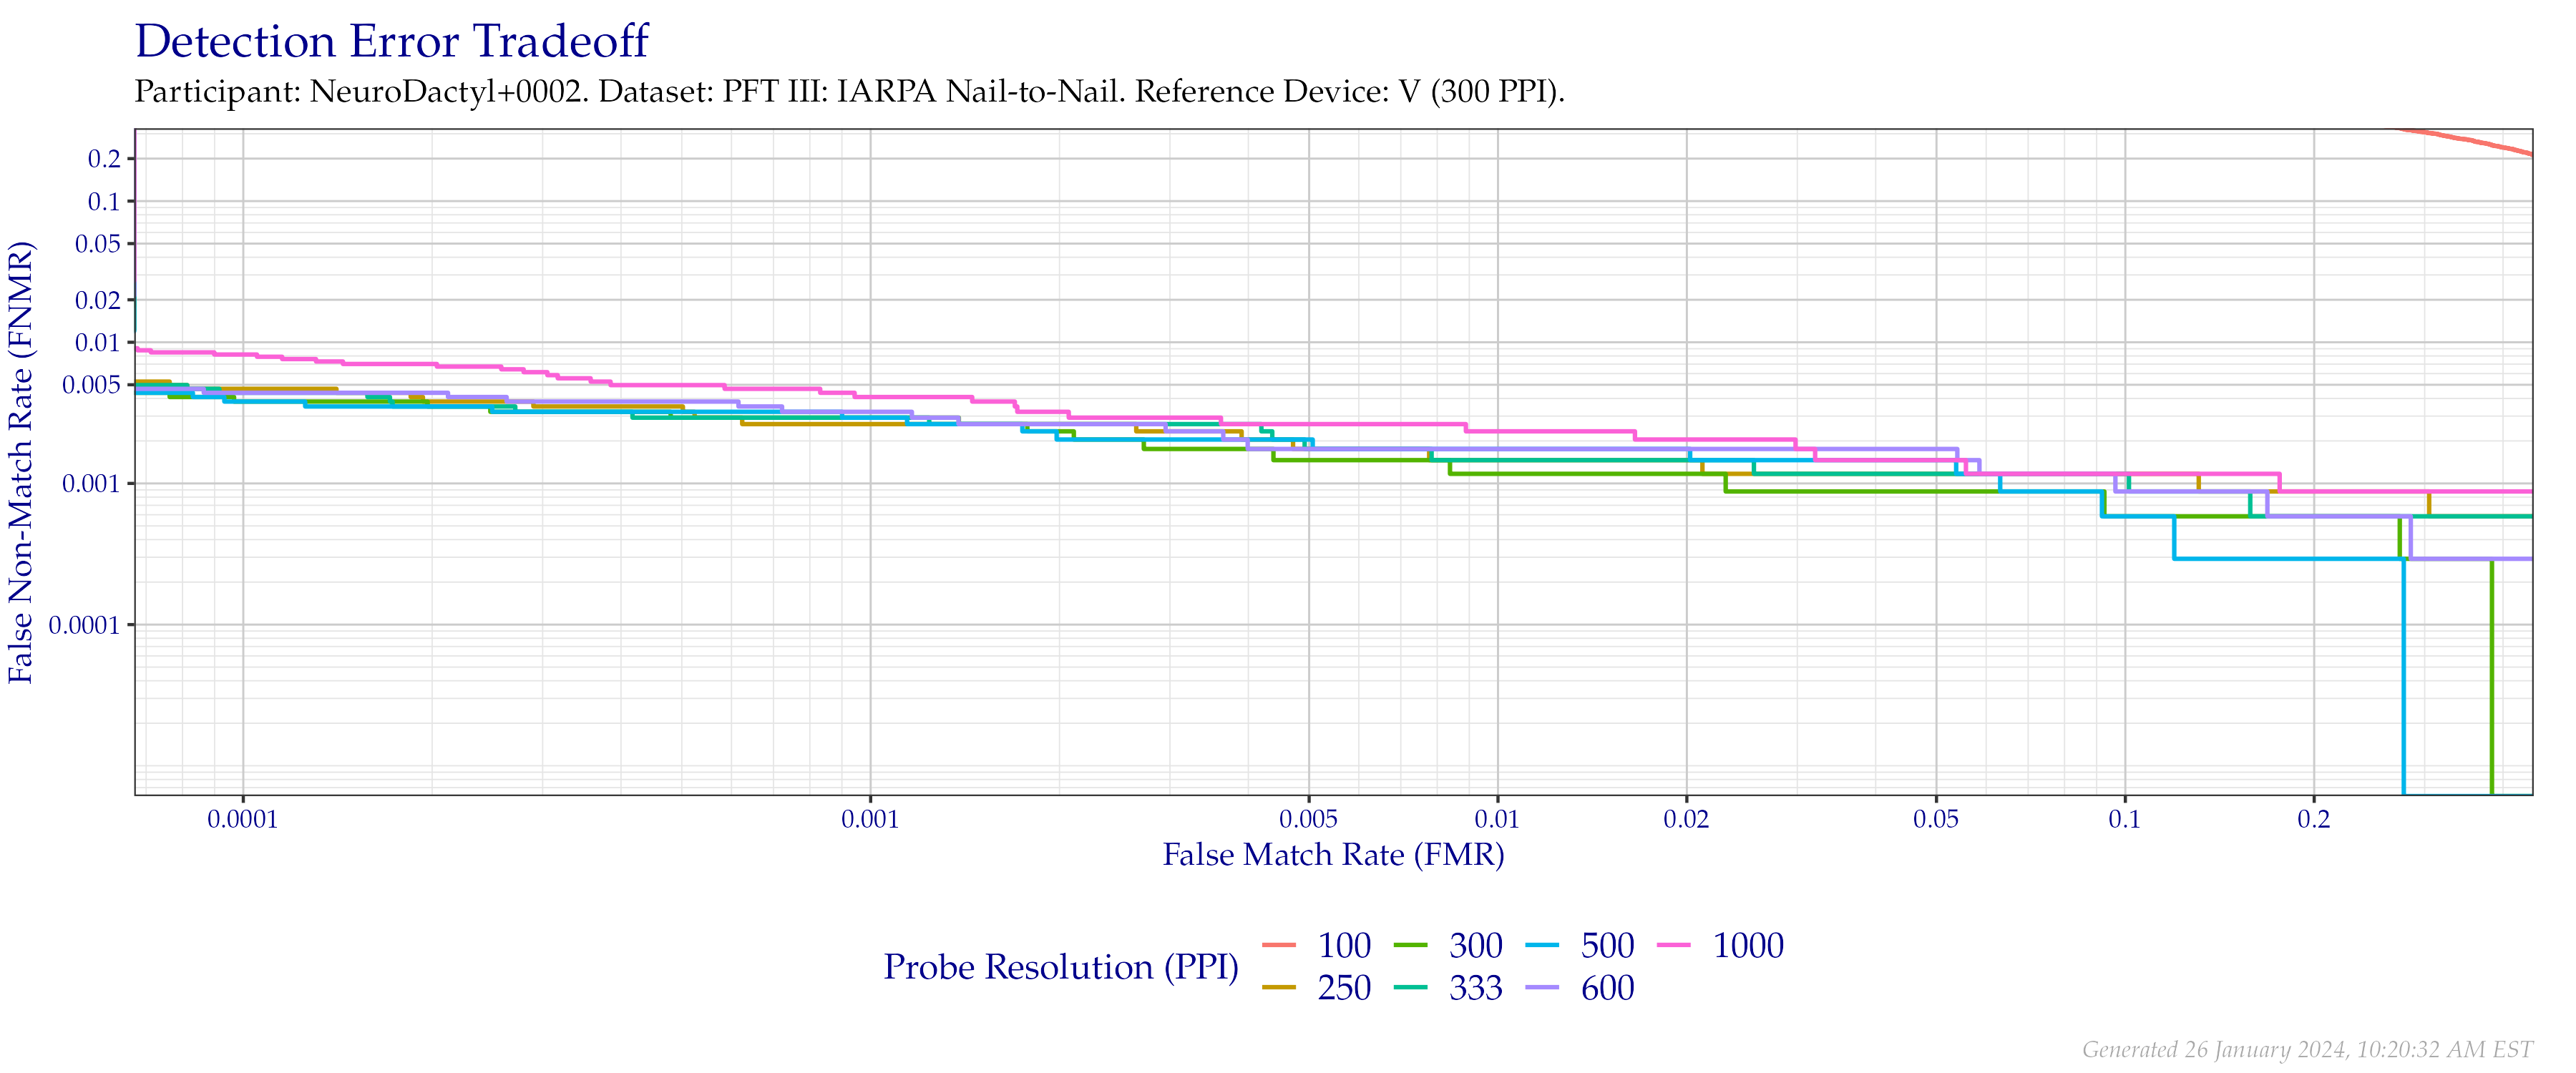 Detection Error Tradeoff
Participant: NeuroDactyl+0002. Dataset: PFT III: IARPA Nail-to-Nail. Reference Device: V (300 PPI).
False Non-Match Rate (FNMR)
0.2
0.1
0.05
0.02
0.01
0.005
0.001
0.0001
0.0001 0.001 0.005 0.01 0.02 0.05 0.1 0.2
False Match Rate (FMR)
Probe Resolution (PPI)
100 300 500 1000
250 333 600
Generated 26 January 2024, 10:20:32 AM EST